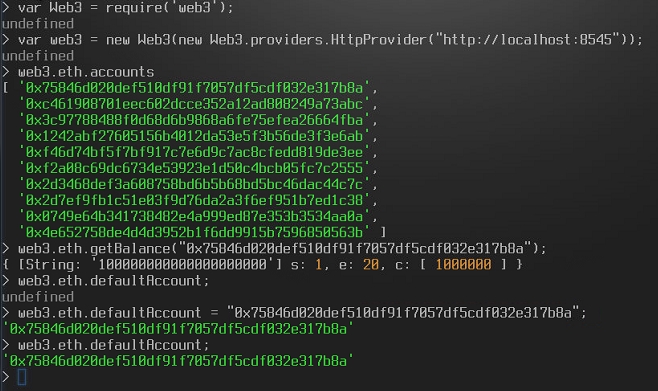 > var Web3 = require('web3');
undefined
> var web3 = new Web3(new Web3.providers.HttpProvider("http://localhost:8545"));
undefined
> web3.eth.accounts
[ '0x75846d020def510df91f7057df5cdf032e317b8a',
'0xc461908701eec602dcce352a12ad808249a73abc',
'0x3c97788488f0d68d6b9868a6fe75efea26664fba',
'0x1242abf27605156b4012da53e5f3b56de3f3e6ab',
'0xf46d74bf5f7bf917c7e6d9c7ac8cfedd819de3ee',
'0xf2a08c69dc6734e53923e1d50c4bcb05fc7c2555',
'0x2d3468def3a608758bd6b5b68bd5bc46dac44c7c',
'0x2d7ef9fb1c51e03f9d76da2a3f6ef951b7ed1c38',
'0x0749e64b341738482e4a999ed87e353b3534aa0a',
'0x4e652758de4d4d3952b1f6dd9915b7596850563b' ]
> web3.eth.getBalance("0x75846d020def510df91f7057df5cdf032e317b8a");
{ [String: '100000000000000000000'] s: 1, e: 20, c: [ 1000000 ] }
> web3.eth.defaultAccount;
undefined
> web3.eth.defaultAccount = "0x75846d020def510df91f7057df5cdf032e317b8a";
'0x75846d020def510df91f7057df5cdf032e317b8a'
> web3.eth.defaultAccount;
'0x75846d020def510df91f7057df5cdf032e317b8a'
>